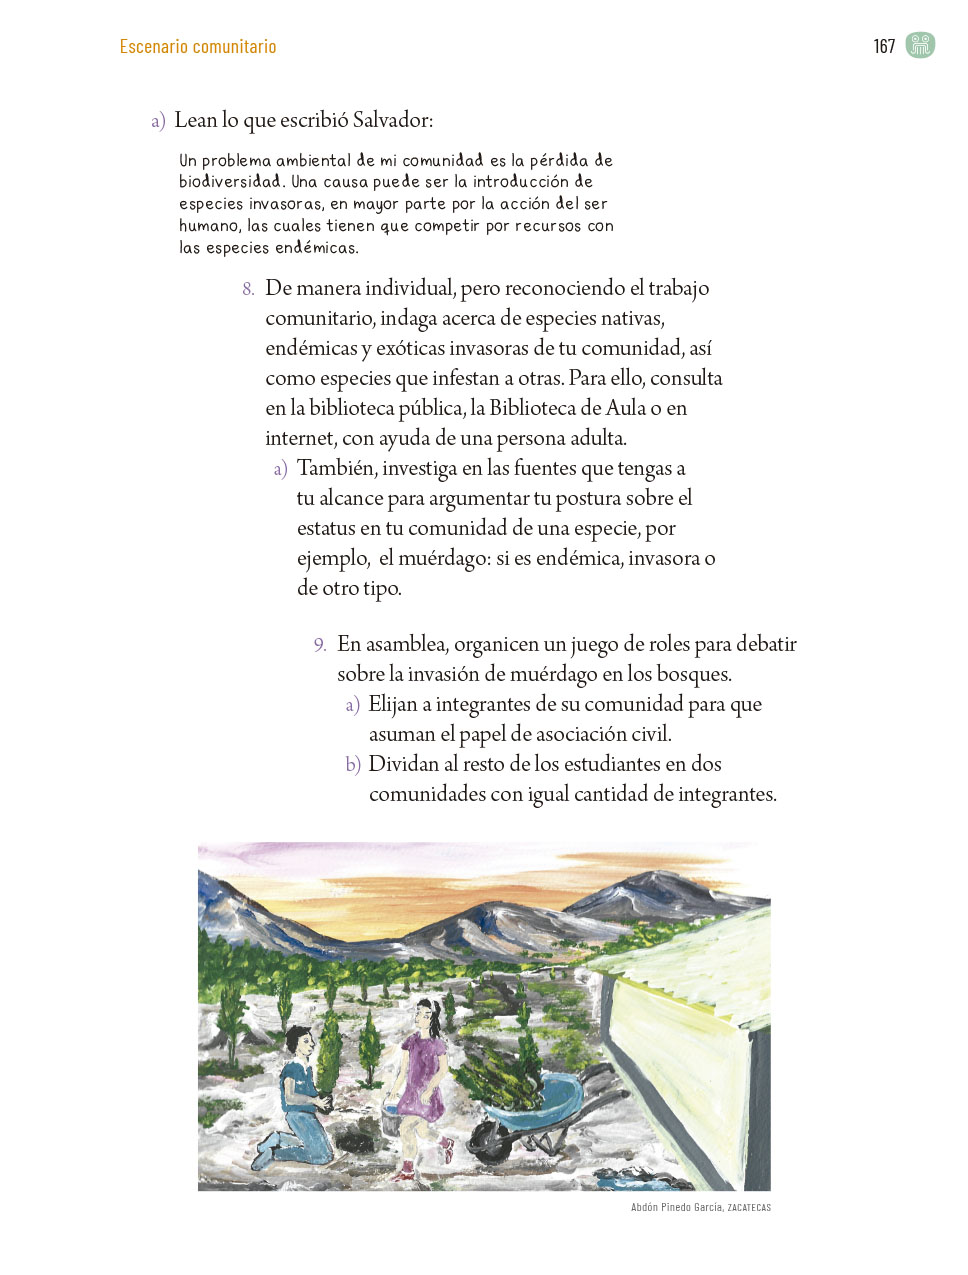 Escenario comunitario
167
a) Lean lo que escribió Salvador:
Un problema ambiental de mi comunidad es la pérdida de
biodiversidad. Una causa puede ser la introducción de
especies invasoras, en mayor parte por la acción del ser
humano, las cuales tienen que competir por recursos con
las especies endémicas.
8. De manera individual, pero reconociendo el trabajo
comunitario, indaga acerca de especies nativas,
endémicas y exóticas invasoras de tu comunidad, así
como especies que infestan a otras. Para ello, consulta
en la biblioteca pública, la Biblioteca de Aula o en
internet, con ayuda de una persona adulta.
a) También, investiga en las fuentes que tengas a
tu alcance para argumentar tu postura sobre el
estatus en tu comunidad de una especie, por
ejemplo, el muérdago: si es endémica, invasora o
de otro tipo.
9. En asamblea, organicen un juego de roles para debatir
sobre la invasión de muérdago en los bosques.
a) Elijan a integrantes de su comunidad para que
asuman el papel de asociación civil.
b) Dividan al resto de los estudiantes en dos
comunidades con igual cantidad de integrantes.
Abdón Pinedo García, ZACATECAS